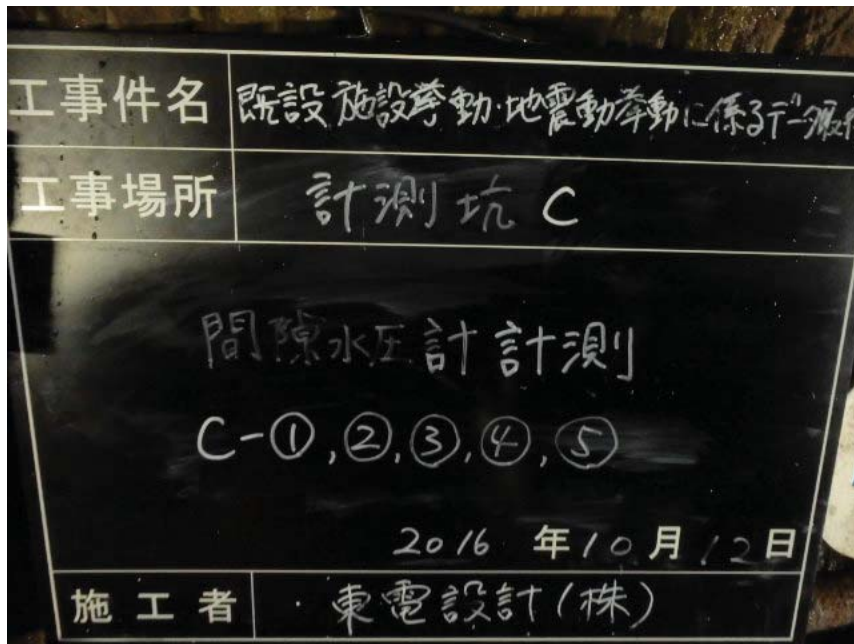 工事件名 既設施設挙動・地震動挙動に係るデータ取得
工事場所 計測坑 C
間隙水圧計計測
C-①,②,③,④,⑤
2016 年10月12日
施工者 ・東電設計(株)